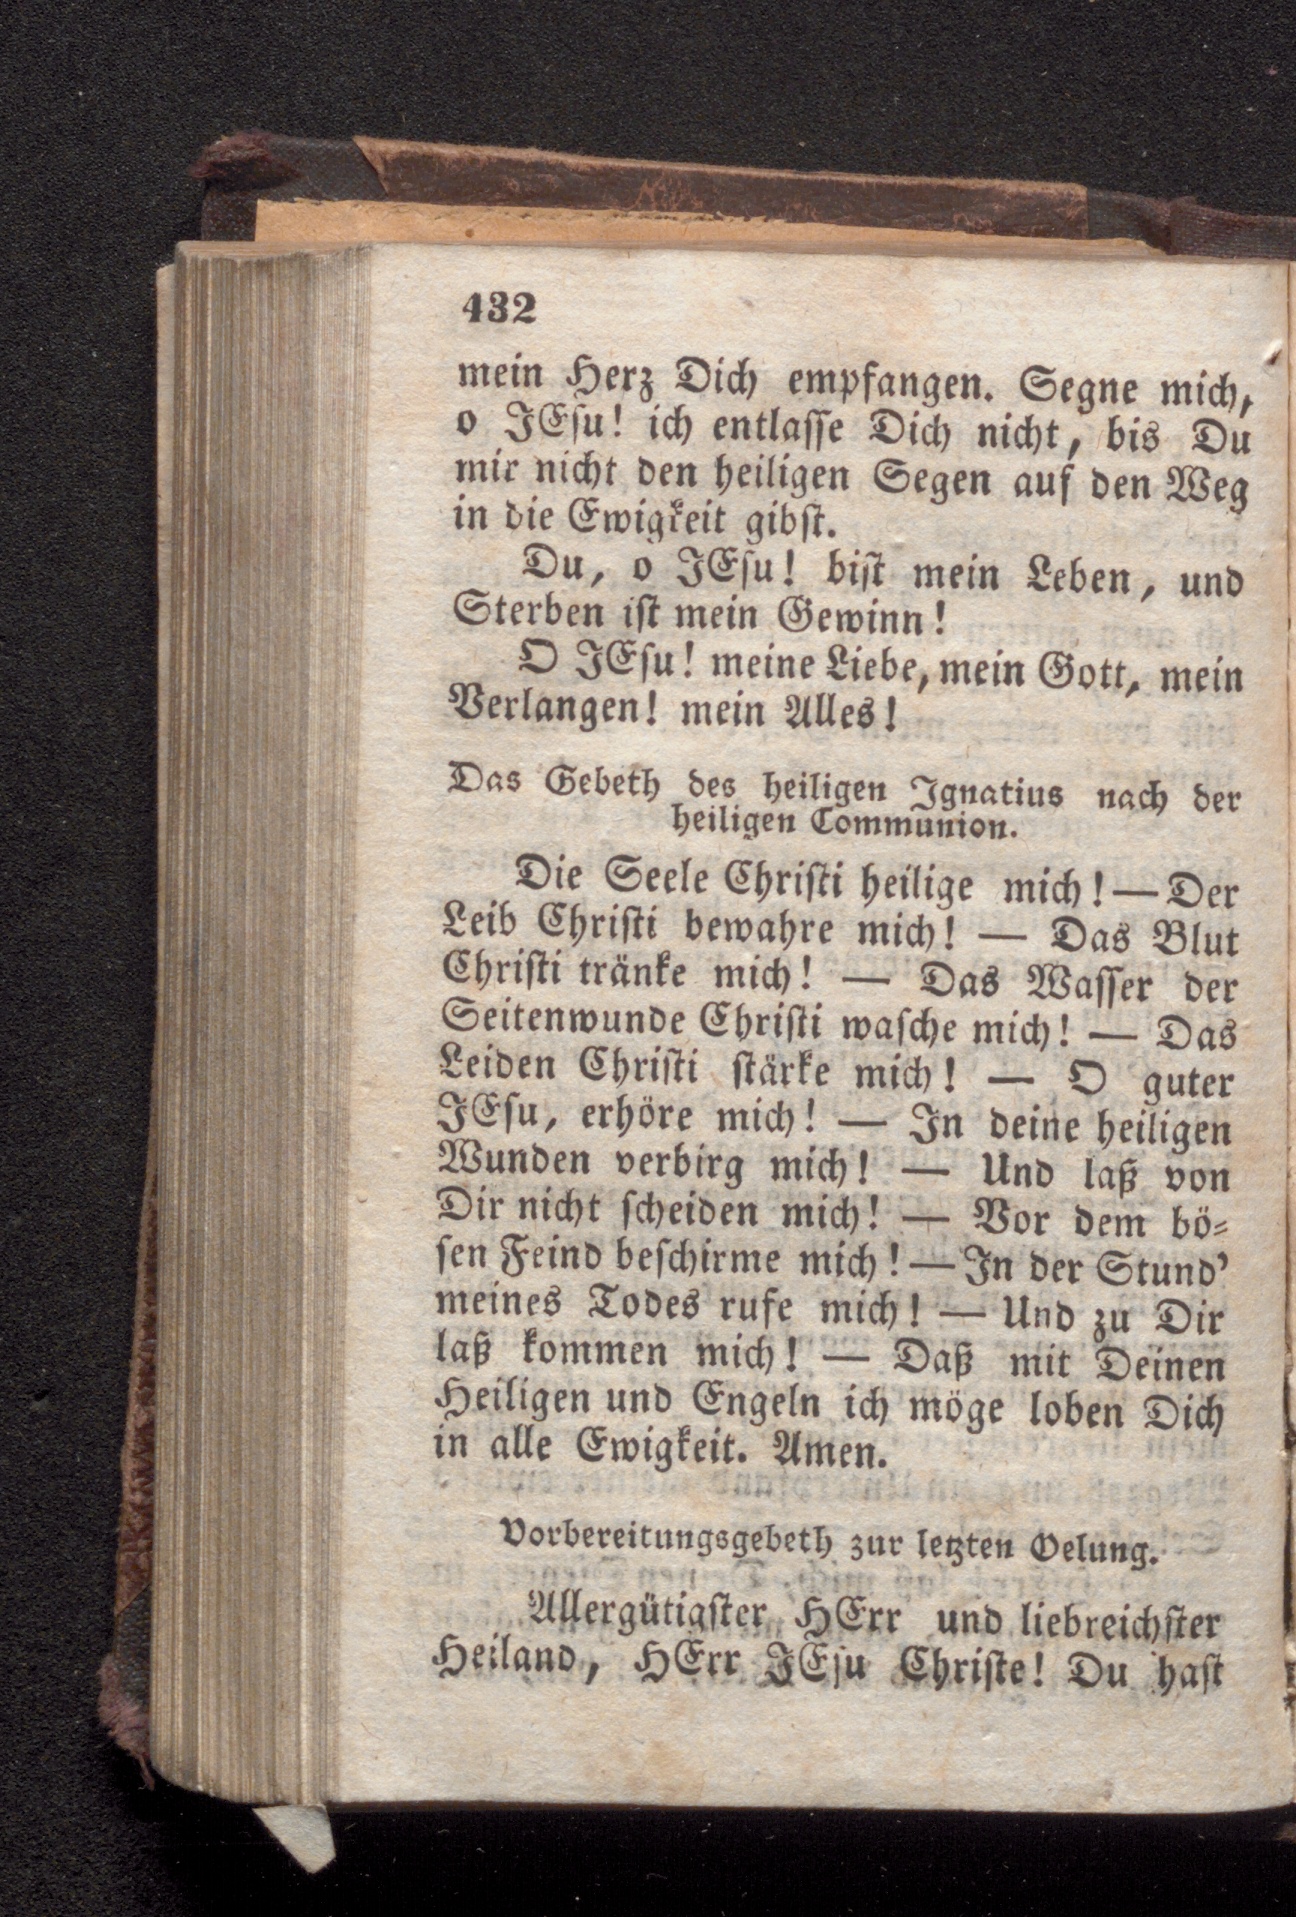 432
mein Herz Dich empfangen. Segne mich,
o JEsu! ich entlasse Dich nicht, bis Du
mir nicht den heiligen Segen auf den Weg
in die Ewigkeit gibst.
Du, o JEsu! bist mein Leben, und
Sterben ist mein Gewinn!
O JEsu! meine Liebe, mein Gott, mein
Verlangen! mein Alles!
Das Gebeth des heiligen Ignatius nach der
heiligen Communion.
Die Seele Christi heilige mich! — Der
Leib Christi bewahre mich! — Das Blut
Christi tränke mich! — Das Wasser der
Seitenwunde Christi wasche mich! — Das
Leiden Christi stärke mich! — O guter
JEsu, erhöre mich! — In deine heiligen
Wunden verbirg mich! — Und laß von
Dir nicht scheiden mich! — Vor dem bö-
sen Feind beschirme mich! — In der Stund'
meines Todes rufe mich! — Und zu Dir
laß kommen mich! — Daß mit Deinen
Heiligen und Engeln ich möge loben Dich
in alle Ewigkeit. Amen.
Vorbereitungsgebeth zur letzten Oelung.
Allergütigster HErr und liebreichster
Heiland, HErr JEsu Christe! Du hast